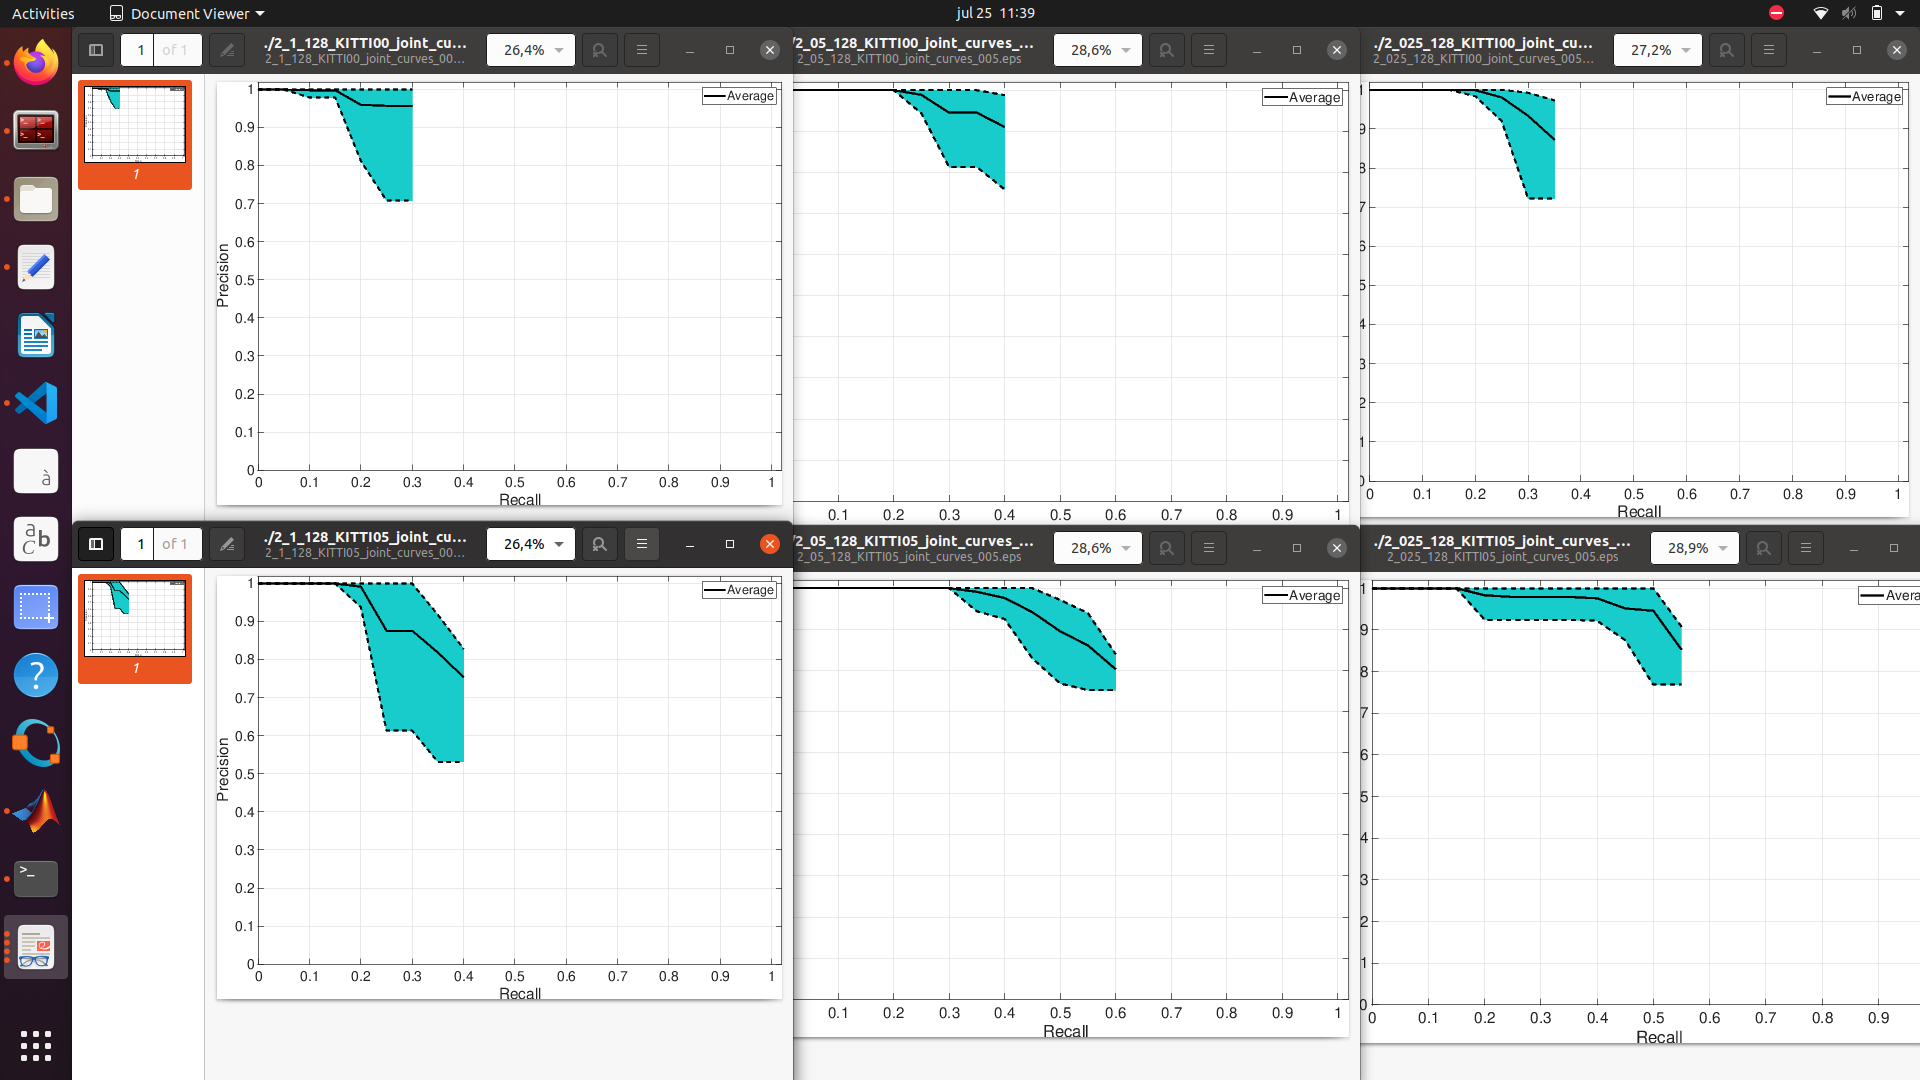 Activities
Document Viewer
jul 25 11:39
1 of 1
./2_1_128_KITTI00_joint_cu...
2_1_128_KITTI00_joint_curves_00...
26,4%
/2_05_128_KITTI00_joint_curves_...
2_05_128_KITTI00_joint_curves_005.eps
28,6%
./2_025_128_KITTI00_joint_cu...
2_025_128_KITTI00_joint_curves_005...
27,2%
1
Average
1
0.9
0.8
0.7
0.6
0.5
0.4
0.3
0.2
0.1
0
Precision
0 0.1 0.2 0.3 0.4 0.5 0.6 0.7 0.8 0.9 1
Recall
Average
0.1 0.2 0.3 0.4 0.5 0.6 0.7 0.8 0.9 1
Average
1
9
8
7
6
5
4
3
2
1
0
0 0.1 0.2 0.3 0.4 0.5 0.6 0.7 0.8 0.9 1
Recall
1 of 1
./2_1_128_KITTI05_joint_cu...
2_1_128_KITTI05_joint_curves_00...
26,4%
/2_05_128_KITTI05_joint_curves_...
2_05_128_KITTI05_joint_curves_005.eps
28,6%
./2_025_128_KITTI05_joint_curves_...
2_025_128_KITTI05_joint_curves_005.eps
28,9%
1
Average
1
0.9
0.8
0.7
0.6
0.5
0.4
0.3
0.2
0.1
0
Precision
0 0.1 0.2 0.3 0.4 0.5 0.6 0.7 0.8 0.9 1
Recall
Average
0.1 0.2 0.3 0.4 0.5 0.6 0.7 0.8 0.9 1
Recall
Avera
1
9
8
7
6
5
4
3
2
1
0
0 0.1 0.2 0.3 0.4 0.5 0.6 0.7 0.8 0.9
Recall